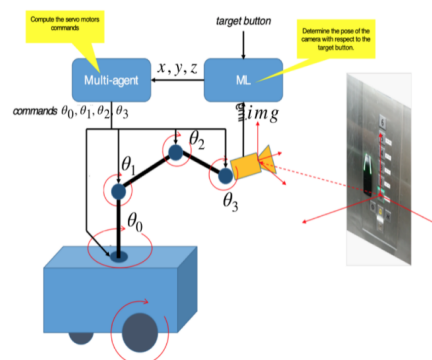 target button
Compute the servo motors
commands
Determine the pose of the
camera with respect to the
target button.
Multi-agent
x, y, z
ML
commands θ0, θ1, θ2, θ3
img
θ1
θ2
θ3
θ0